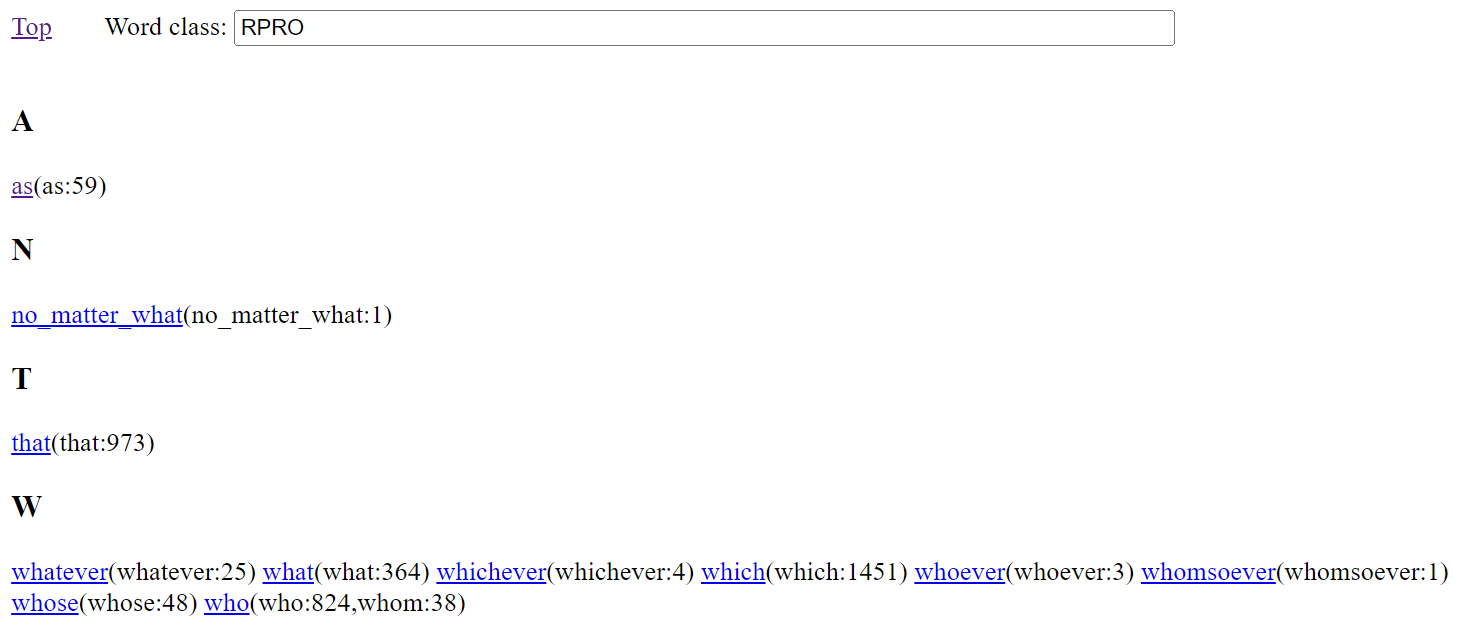 Top Word class: RPRO
A
as(as:59)
N
no_matter_what(no_matter_what:1)
T
that(that:973)
W
whatever(whatever:25) what(what:364) whichever(whichever:4) which(which:1451) whoever(whoever:3) whomsoever(whomsoever:1)
whose(whose:48) who(who:824,whom:38)